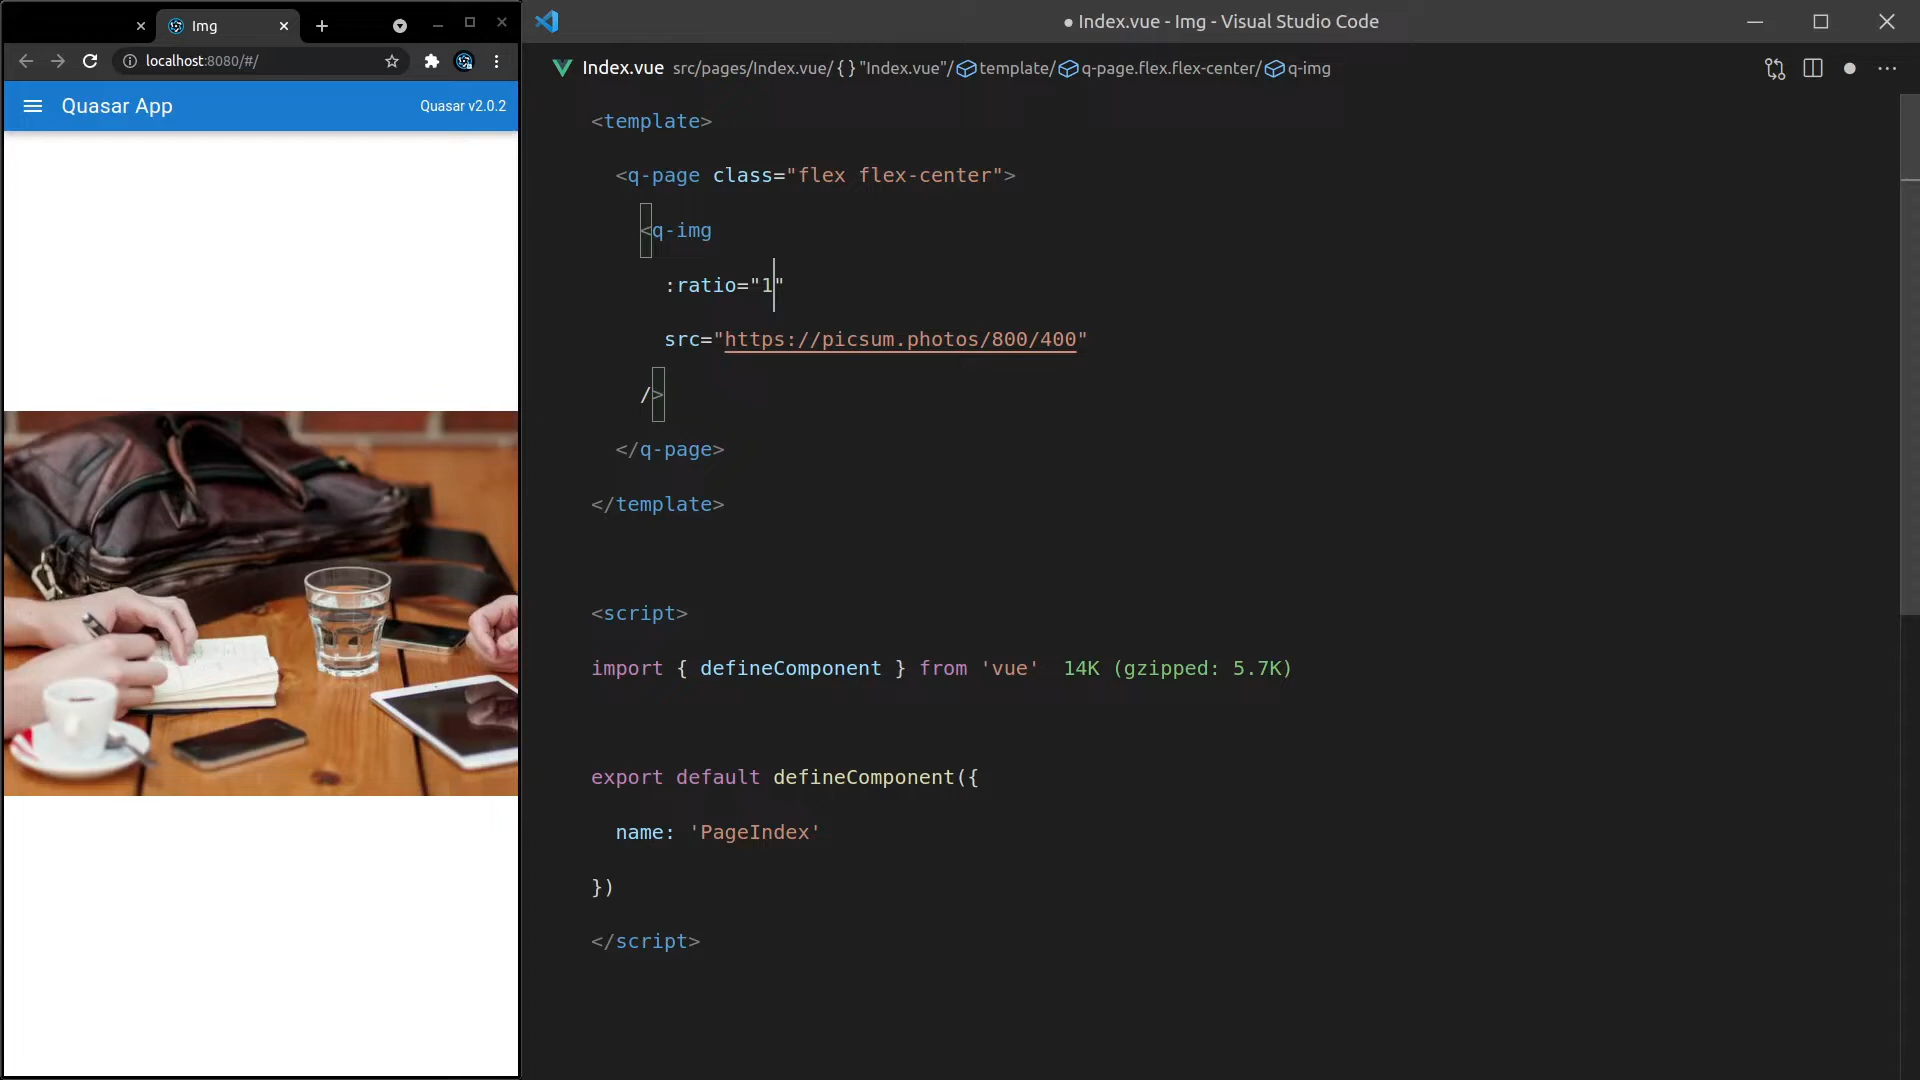 Img
localhost:8080/#/
Quasar App
Quasar v2.0.2
● Index.vue - Img - Visual Studio Code
Index.vue src/pages/Index.vue/{ }"Index.vue"/template/q-page.flex.flex-center/q-img
<template>
<q-page class="flex flex-center">
<q-img
:ratio="1"
src="https://picsum.photos/800/400"
/>
</q-page>
</template>
<script>
import { defineComponent } from 'vue' 14K (gzipped: 5.7K)
export default defineComponent({
name: 'PageIndex'
})
</script>